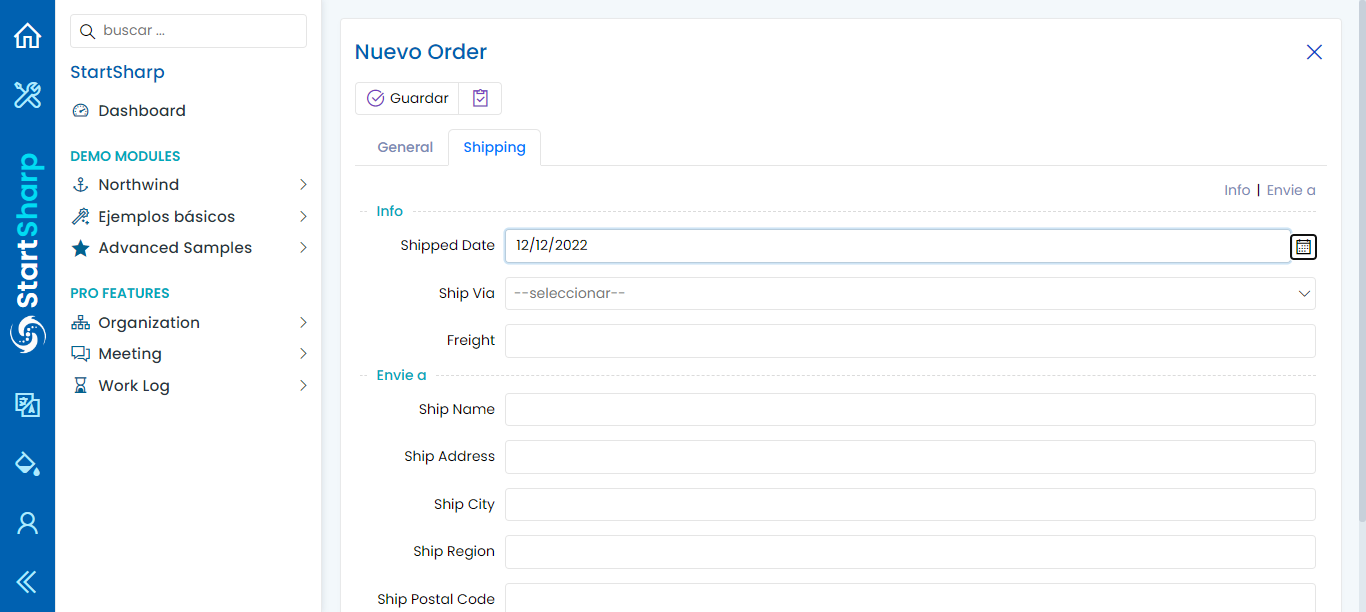 buscar ...
StartSharp
Dashboard
DEMO MODULES
Northwind
Ejemplos básicos
Advanced Samples
PRO FEATURES
Organization
Meeting
Work Log
StartSharp
Nuevo Order
Guardar
General
Shipping
Info | Envie a
Info
Shipped Date 12/12/2022
Ship Via --seleccionar--
Freight
Envie a
Ship Name
Ship Address
Ship City
Ship Region
Ship Postal Code